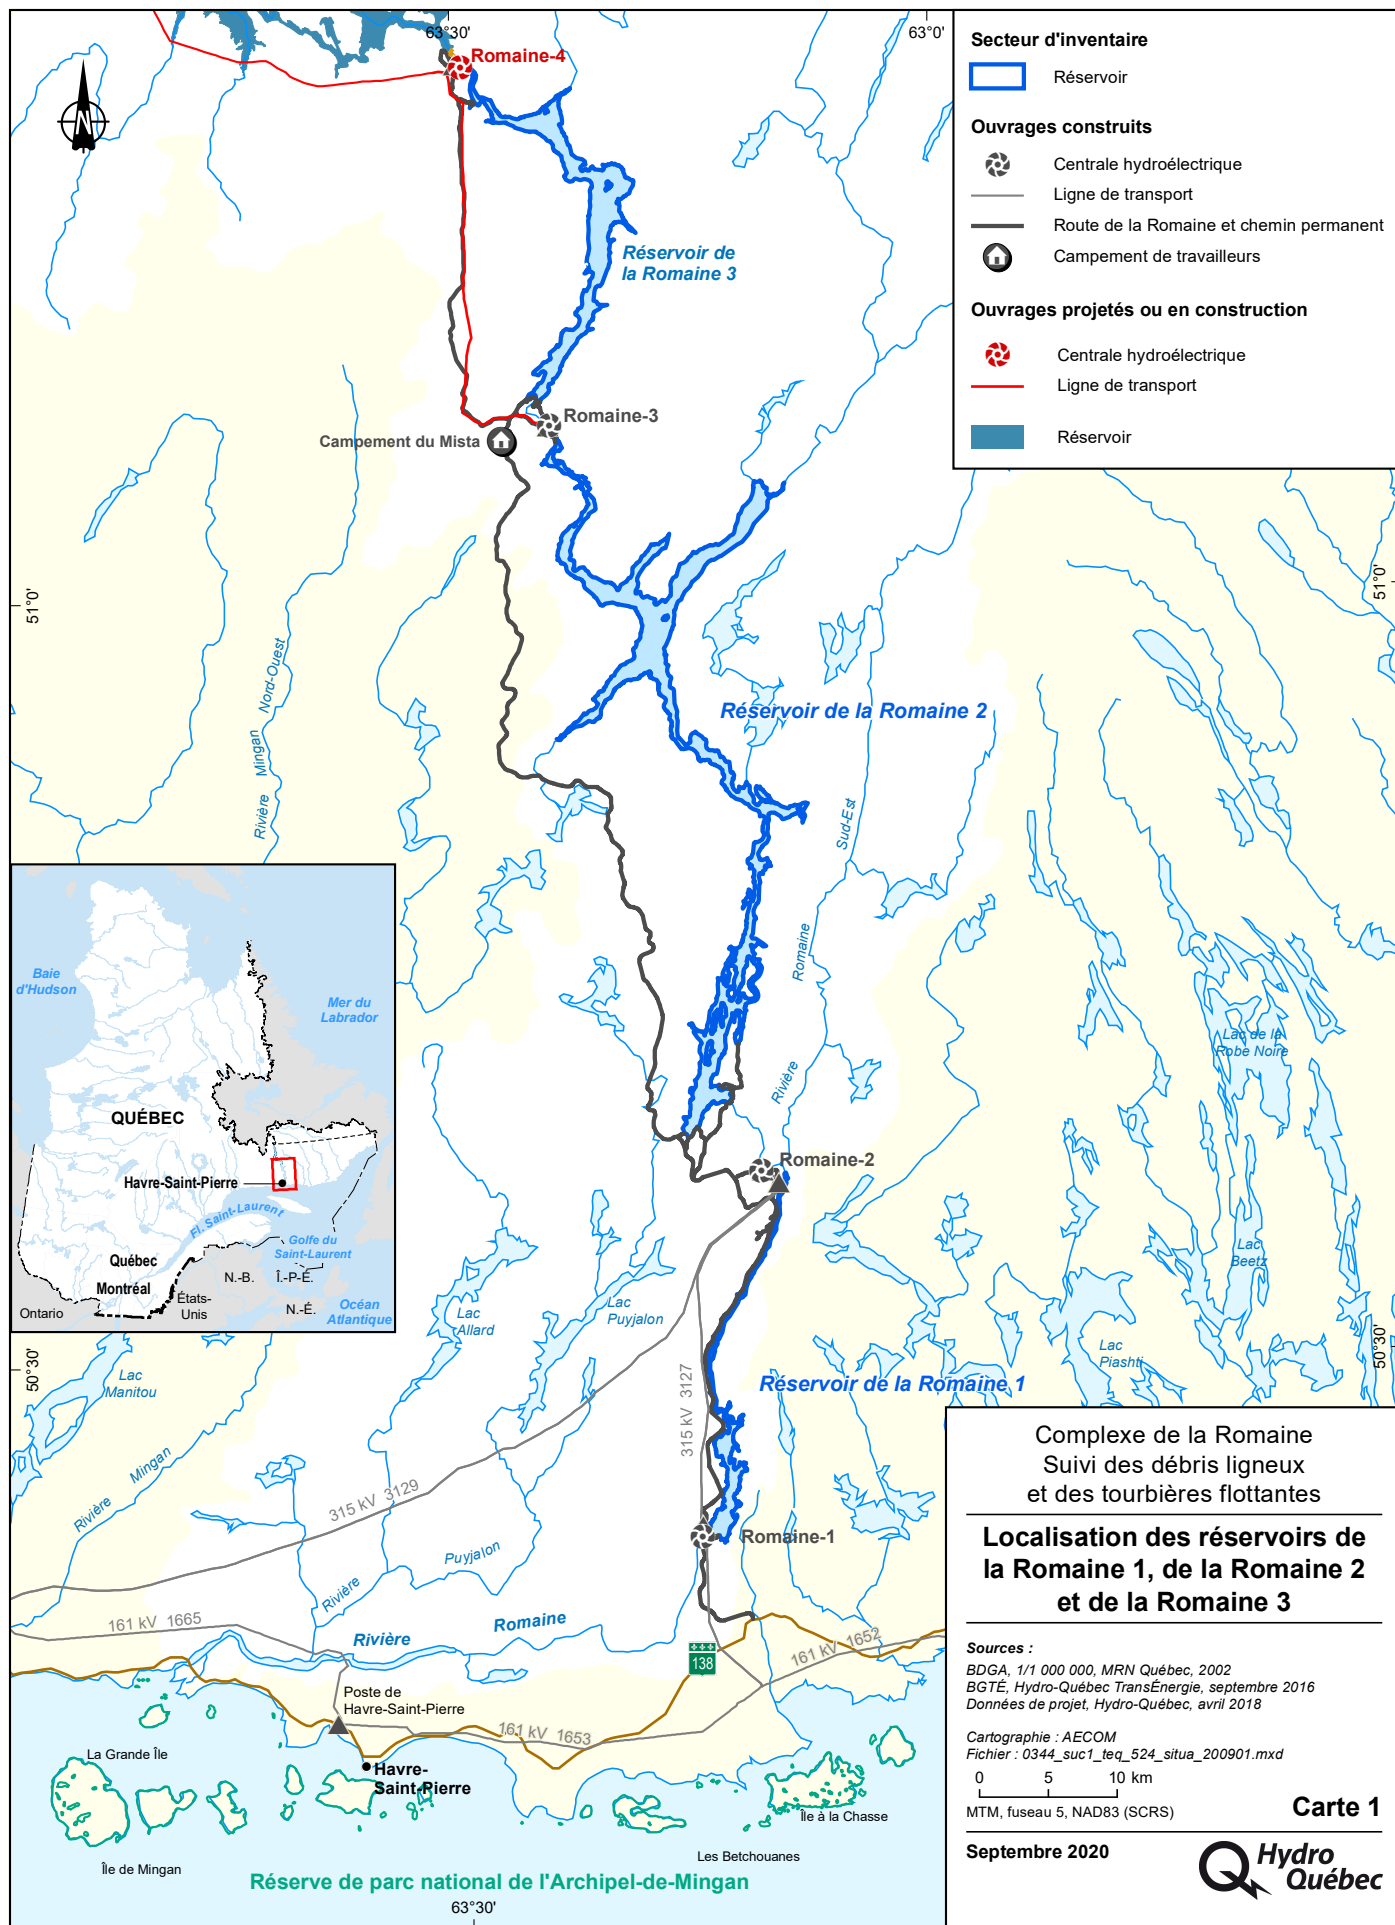 63°30'
63°0'
Romaine-4
N
Secteur d'inventaire
Réservoir
Ouvrages construits
Centrale hydroélectrique
Ligne de transport
Route de la Romaine et chemin permanent
Campement de travailleurs
Ouvrages projetés ou en construction
Centrale hydroélectrique
Ligne de transport
Réservoir
Réservoir de
la Romaine 3
Romaine-3
Campement du Mista
51°0'
51°0'
Rivière Mingan Nord-Ouest
Réservoir de la Romaine 2
Rivière Romaine Sud-Est
Lac de la
Robe Noire
Baie
d'Hudson
Mer du
Labrador
QUÉBEC
Havre-Saint-Pierre
Fl. Saint-Laurent
Golfe du
Saint-Laurent
Québec
Montréal
N.-B.
Î.-P.-É.
États-
Unis
N.-É.
Ontario
Océan
Atlantique
Romaine-2
Lac
Beetz
Lac
Allard
Lac
Puyjalon
Lac
Piashti
50°30'
50°30'
Lac
Manitou
315 kV 3127
Réservoir de la Romaine 1
Rivière Mingan
315 kV 3129
Romaine-1
Rivière Puyjalon
161 kV 1665
Rivière Romaine
138
161 kV 1652
Poste de
Havre-Saint-Pierre
161 kV 1653
La Grande Île
Havre-
Saint-Pierre
Île à la Chasse
Île de Mingan
Les Betchouanes
Réserve de parc national de l'Archipel-de-Mingan
63°30'
Complexe de la Romaine
Suivi des débris ligneux
et des tourbières flottantes
Localisation des réservoirs de
la Romaine 1, de la Romaine 2
et de la Romaine 3
Sources :
BDGA, 1/1 000 000, MRN Québec, 2002
BGTÉ, Hydro-Québec TransÉnergie, septembre 2016
Données de projet, Hydro-Québec, avril 2018
Cartographie : AECOM
Fichier : 0344_suc1_teq_524_situa_200901.mxd
0 5 10 km
MTM, fuseau 5, NAD83 (SCRS)
Carte 1
Septembre 2020
Hydro
Québec